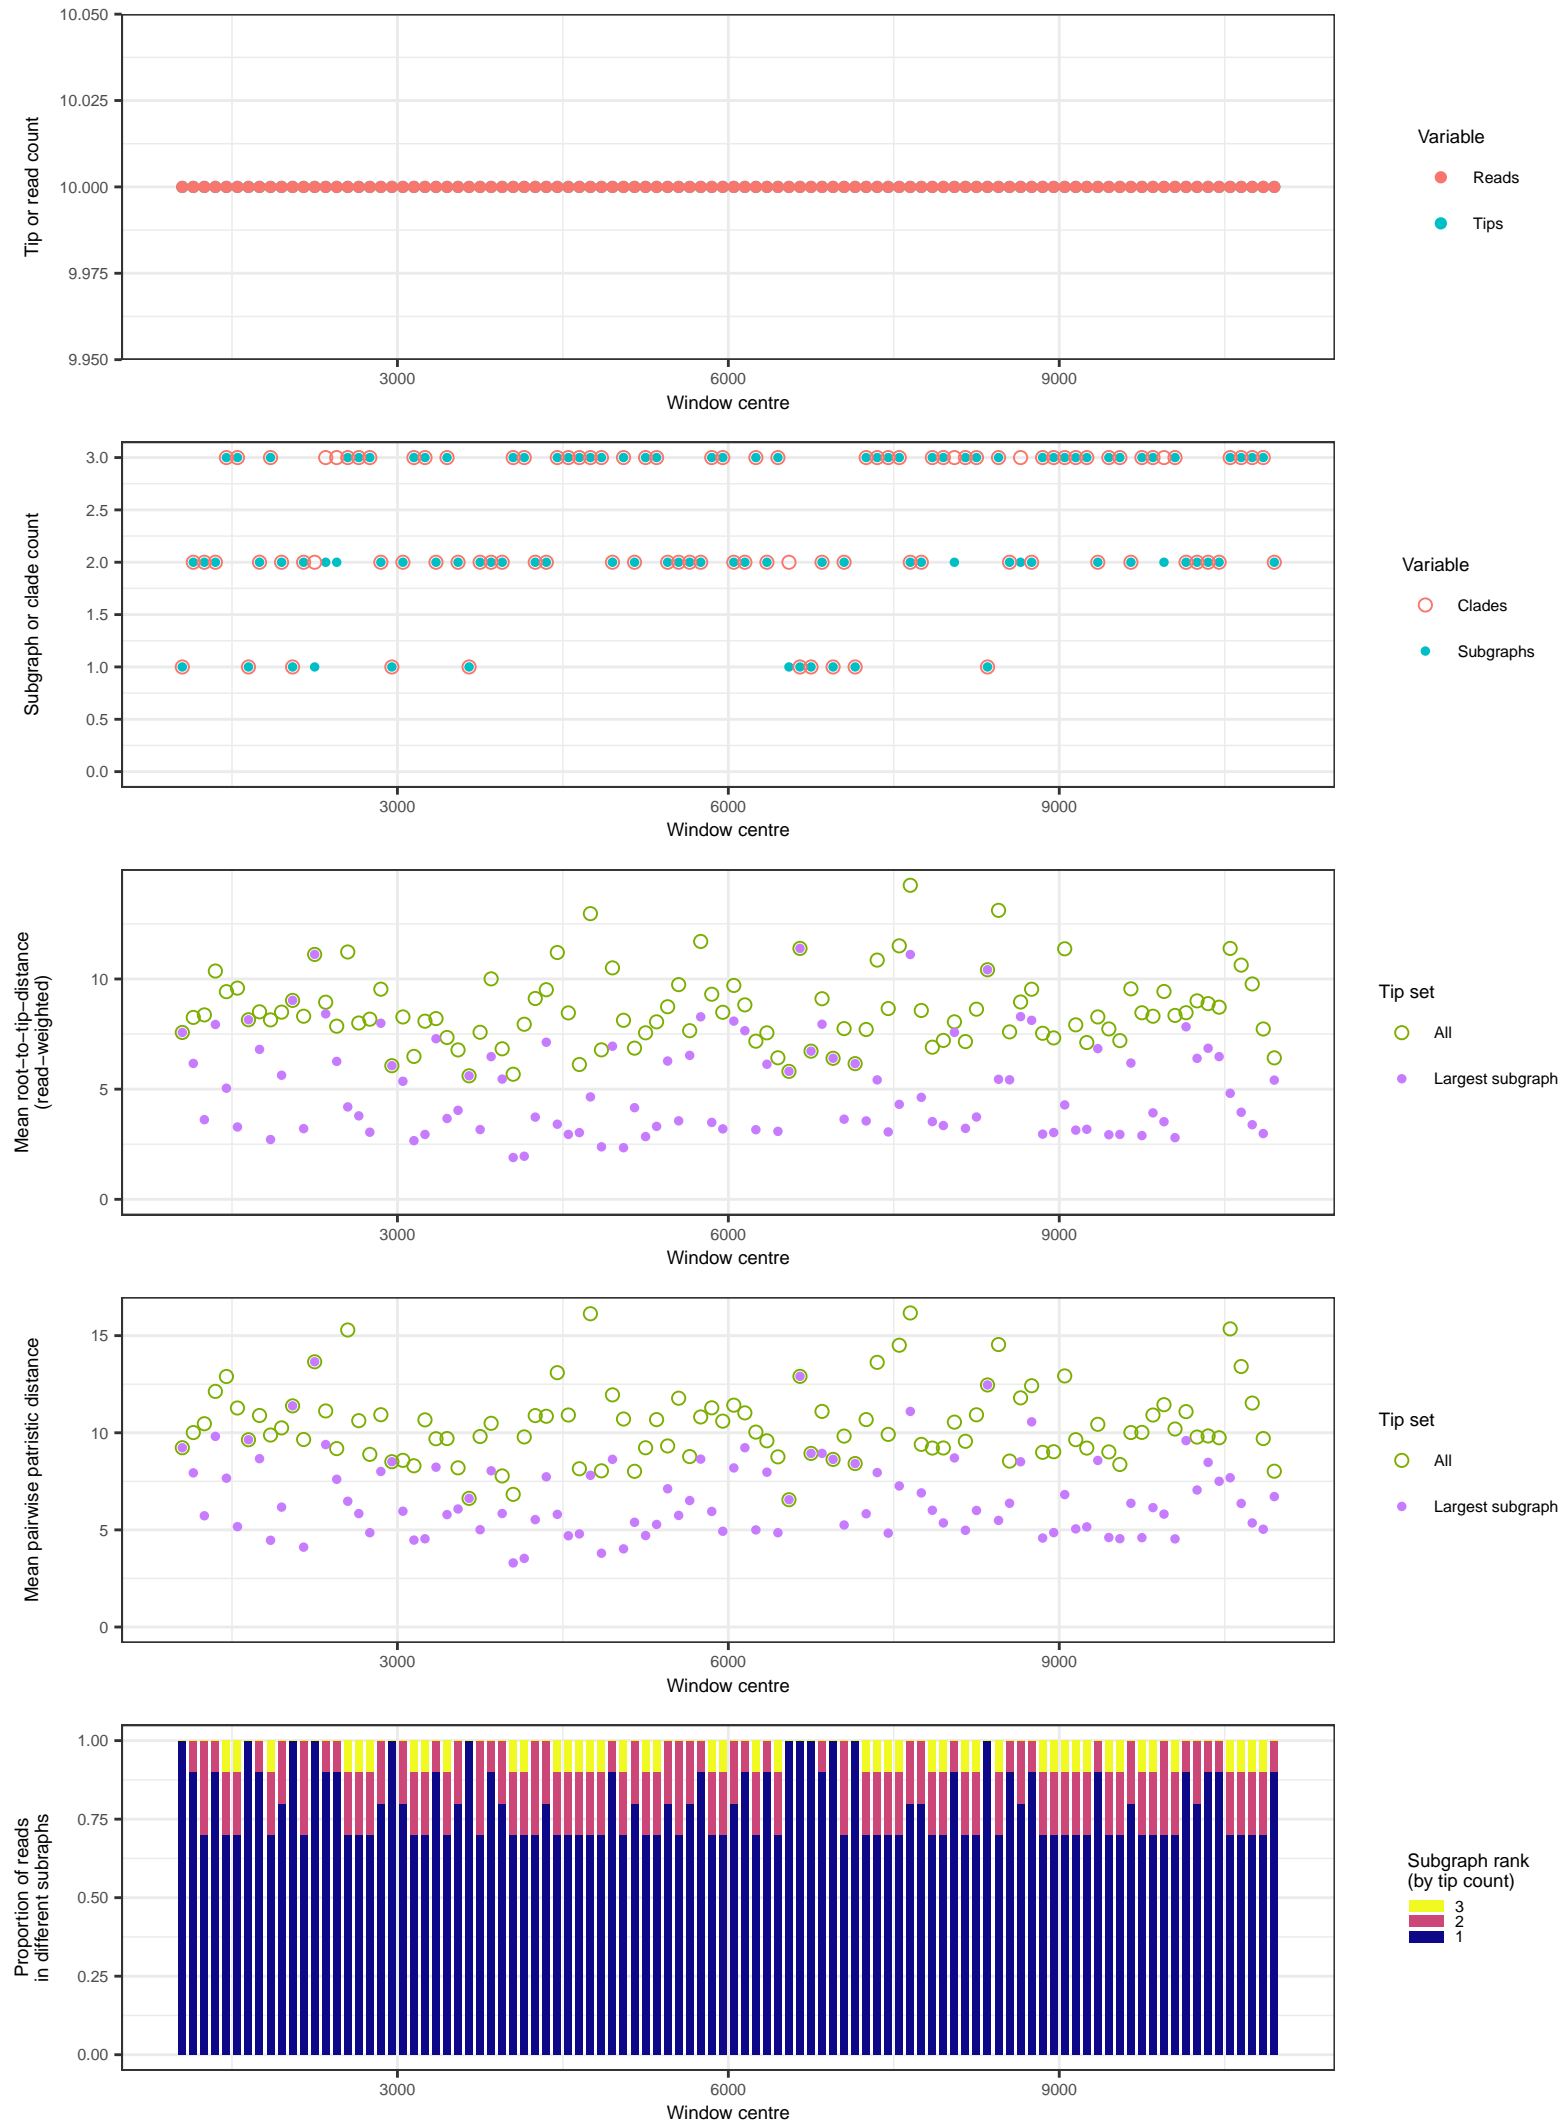 10.050
10.025
10.000
9.975
9.950
Tip or read count
3000 6000 9000
Window centre
Variable
Reads
Tips
3.0
2.5
2.0
1.5
1.0
0.5
0.0
Subgraph or clade count
3000 6000 9000
Window centre
Variable
Clades
Subgraphs
10
5
0
Mean root−to−tip−distance
(read−weighted)
3000 6000 9000
Window centre
Tip set
All
Largest subgraph
15
10
5
0
Mean pairwise patristic distance
3000 6000 9000
Window centre
Tip set
All
Largest subgraph
1.00
0.75
0.50
0.25
0.00
Proportion of reads
in different subraphs
3000 6000 9000
Window centre
Subgraph rank
(by tip count)
3
2
1